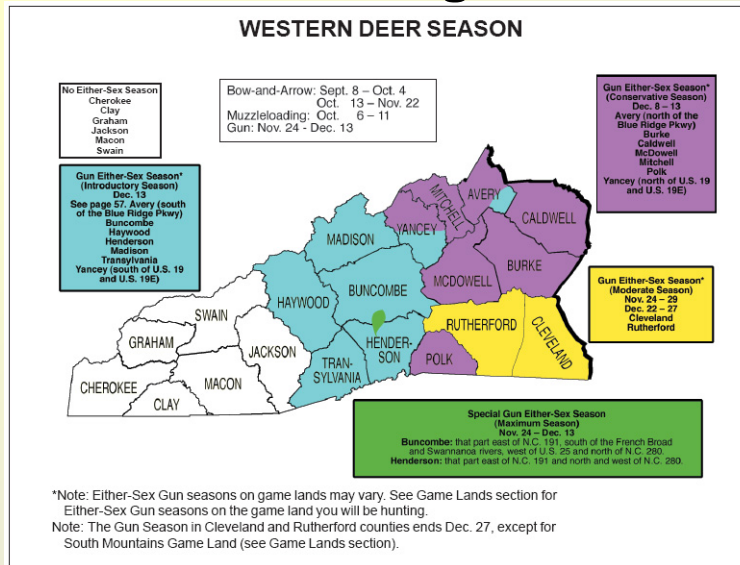 WESTERN DEER SEASON
No Either-Sex Season
Cherokee
Clay
Graham
Jackson
Macon
Swain
Bow-and-Arrow: Sept. 8 – Oct. 4
Oct. 13 – Nov. 22
Muzzleloading: Oct. 6 – 11
Gun: Nov. 24 - Dec. 13
Gun Either-Sex Season*
(Conservative Season)
Dec. 8 – 13
Avery (north of the
Blue Ridge Pkwy)
Burke
Caldwell
McDowell
Mitchell
Polk
Yancey (north of U.S. 19
and U.S. 19E)
Gun Either-Sex Season*
(Introductory Season)
Dec. 13
See page 57. Avery (south
of the Blue Ridge Pkwy)
Buncombe
Haywood
Henderson
Madison
Transylvania
Yancey (south of U.S. 19
and U.S. 19E)
MITCHELL
AVERY
CALDWELL
YANCEY
MADISON
BURKE
MCDOWELL
BUNCOMBE
HAYWOOD
SWAIN
RUTHERFORD
CLEVELAND
GRAHAM
JACKSON
HENDER-
SON
POLK
TRAN-
SYLVANIA
CHEROKEE
MACON
CLAY
Gun Either-Sex Season*
(Moderate Season)
Nov. 24 – 29
Dec. 22 – 27
Cleveland
Rutherford
Special Gun Either-Sex Season
(Maximum Season)
Nov. 24 – Dec. 13
Buncombe: that part east of N.C. 191, south of the French Broad
and Swannanoa rivers, west of U.S. 25 and north of N.C. 280.
Henderson: that part east of N.C. 191 and north and west of N.C. 280.
*Note: Either-Sex Gun seasons on game lands may vary. See Game Lands section for
Either-Sex Gun seasons on the game land you will be hunting.
Note: The Gun Season in Cleveland and Rutherford counties ends Dec. 27, except for
South Mountains Game Land (see Game Lands section).